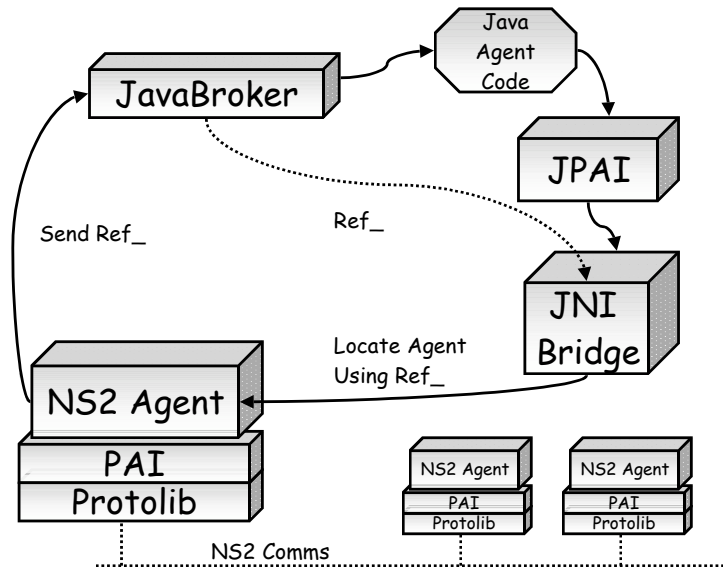 Java
Agent
Code
JavaBroker
JPAI
Send Ref_
Ref_
JNI
Bridge
Locate Agent
Using Ref_
NS2 Agent
PAI
Protolib
NS2 Agent
PAI
Protolib
NS2 Agent
PAI
Protolib
NS2 Comms